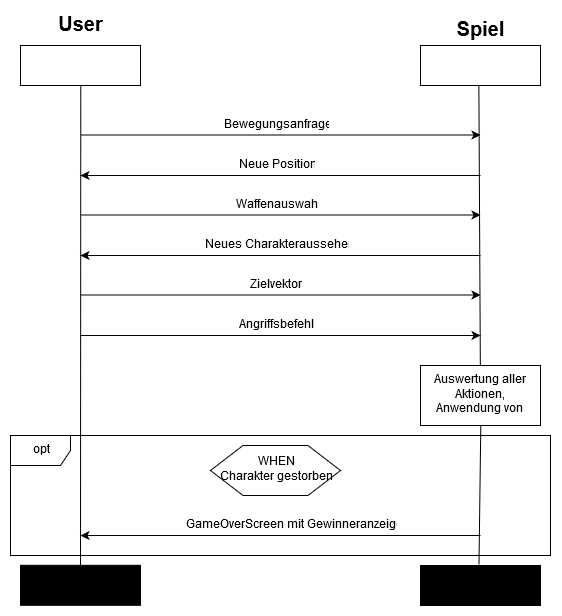 User
Spiel
Bewegungsanfrage
Neue Position
Waffenauswah
Neues Charakteraussehe
Zielvektor
Angriffsbefehl
Auswertung aller
Aktionen,
Anwendung von
opt
WHEN
Charakter gestorben
GameOverScreen mit Gewinneranzeig